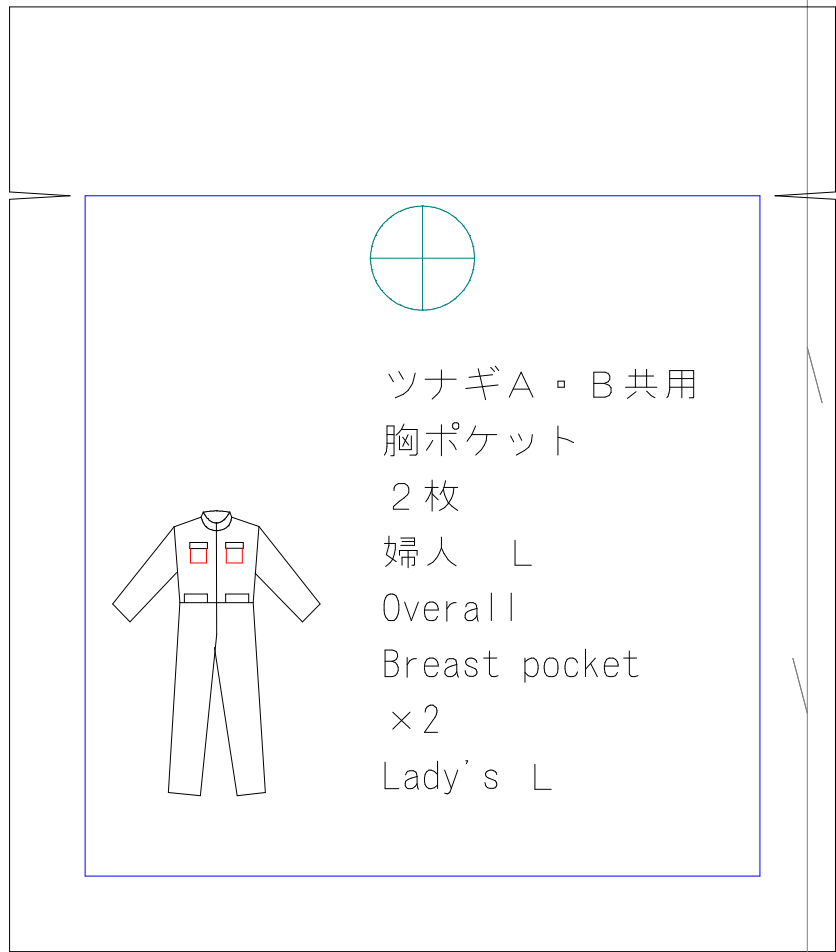 ツナギA・B共用
胸ポケット
２枚
婦人　L
Overall
Breast pocket
×2
Lady's L